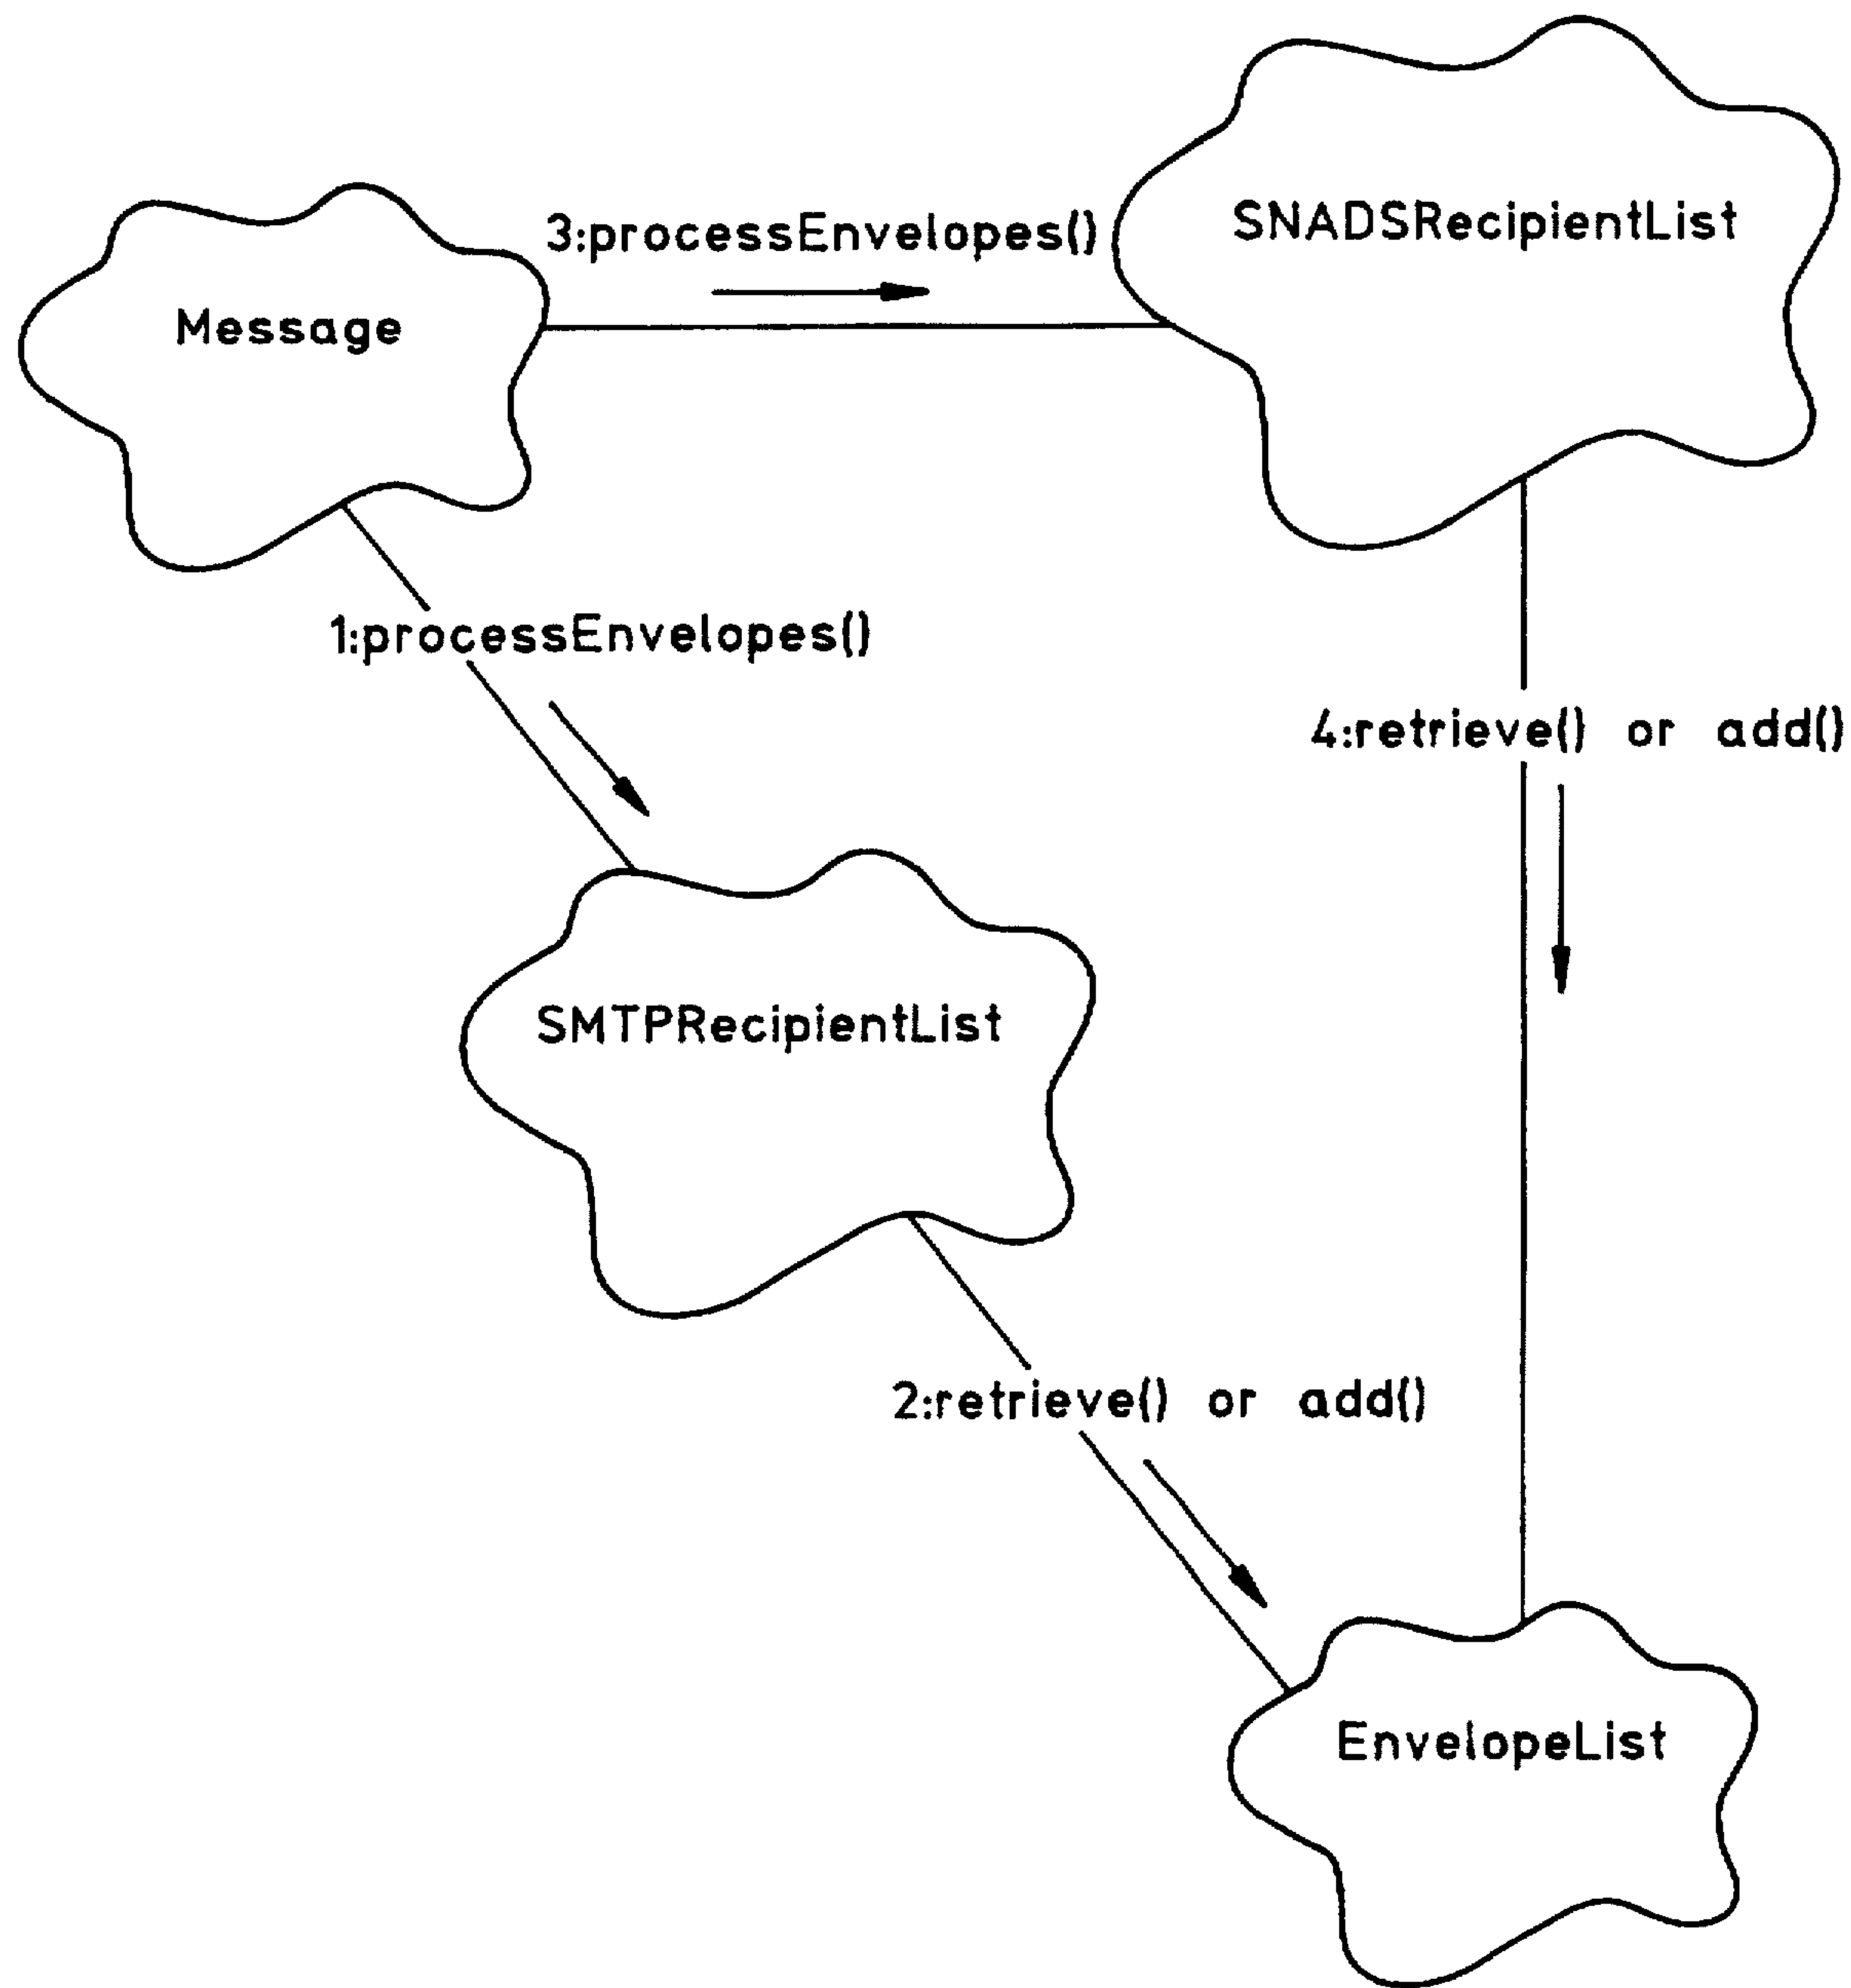 SNADSRecipientList
3:processEnvelopes()
Message
1:processEnvelopes()
4:retrieve() or add()
SMTPRecipientList
2:retrieve() or add()
EnvelopeList